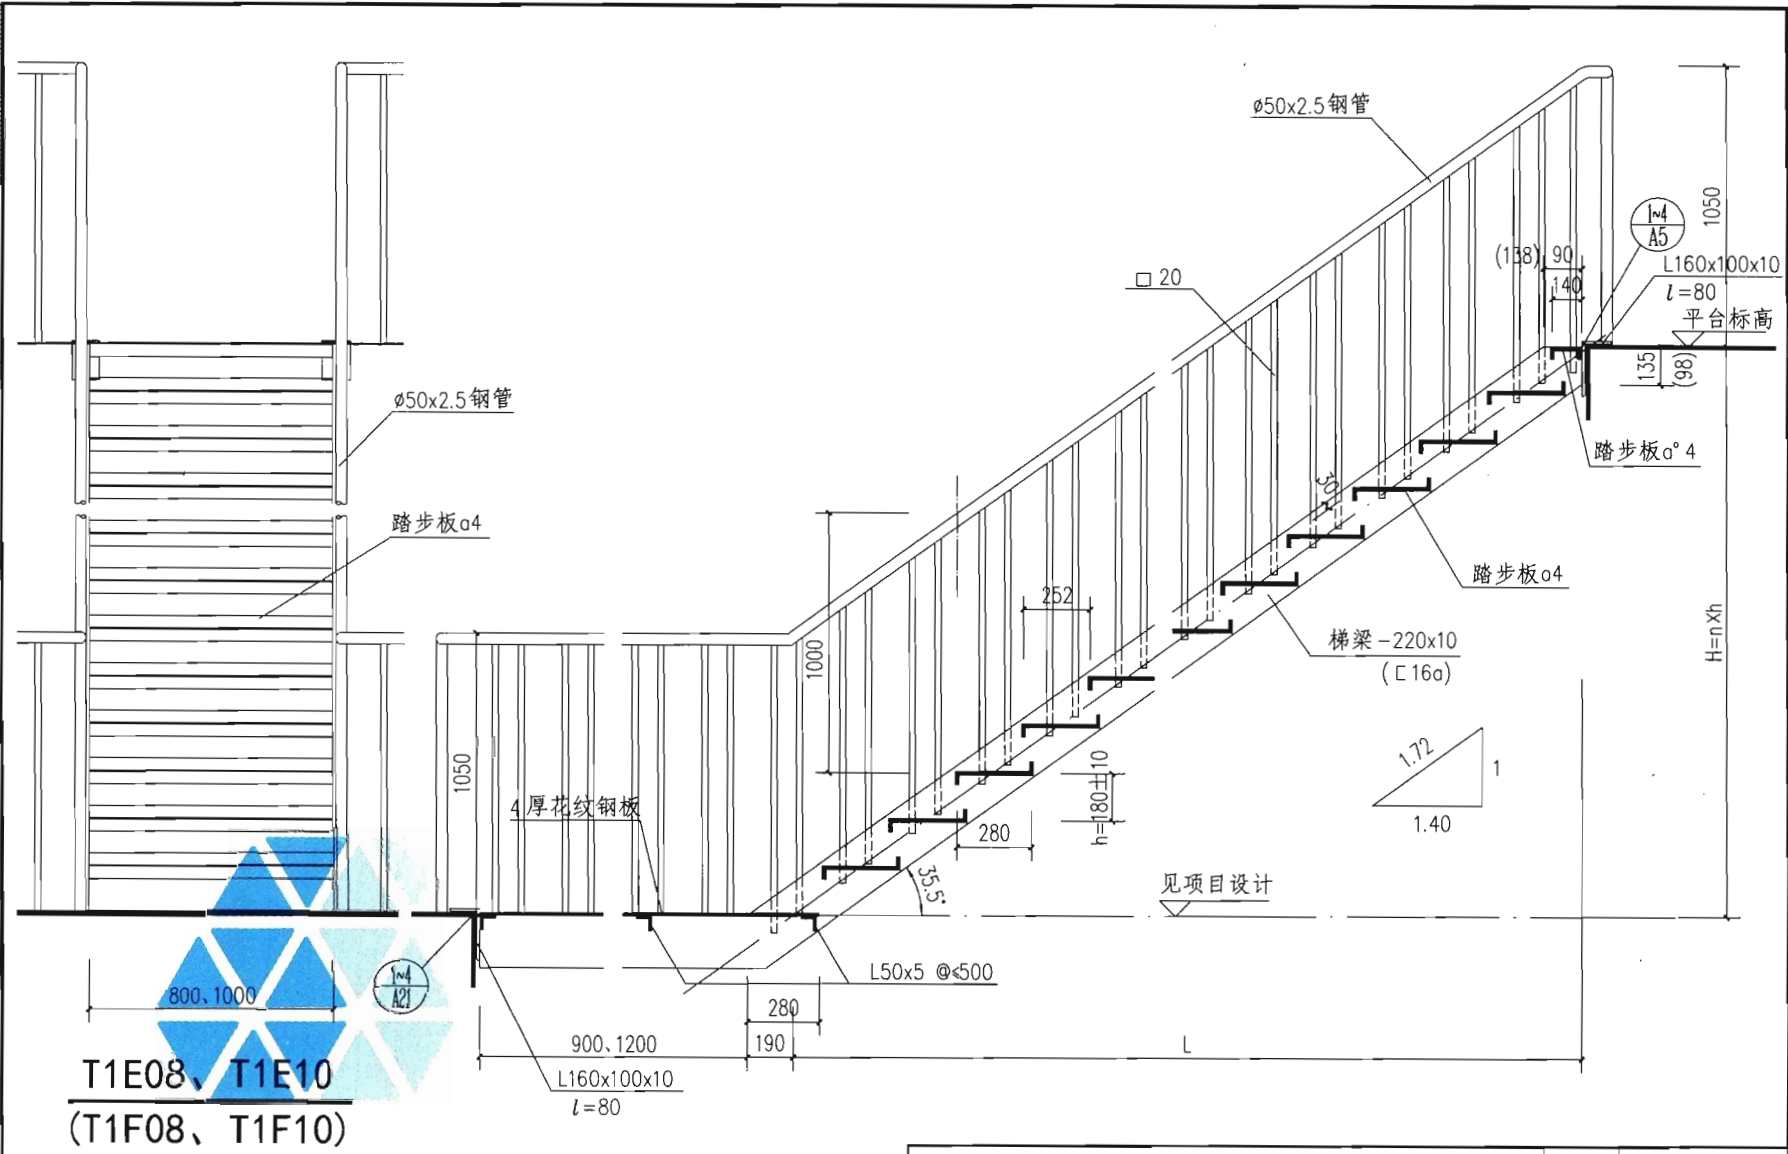 ø50x2.5钢管
1050
1~4
A5
(138) 90
L160x100x10
140
l=80
□ 20
平台标高
135
(98)
ø50x2.5钢管
踏步板a°4
30
踏步板a4
踏步板a4
252
H=nxh
1000
梯梁-220x10
(⊏16a)
1050
1.72
1
h=180±10
4厚花纹钢板
1.40
280
35.5°
见项目设计
1~4
A21
L50x5 @≤500
800、1000
280
900、1200
190
L
T1E08、T1E10
L160x100x10
l=80
(T1F08、T1F10)